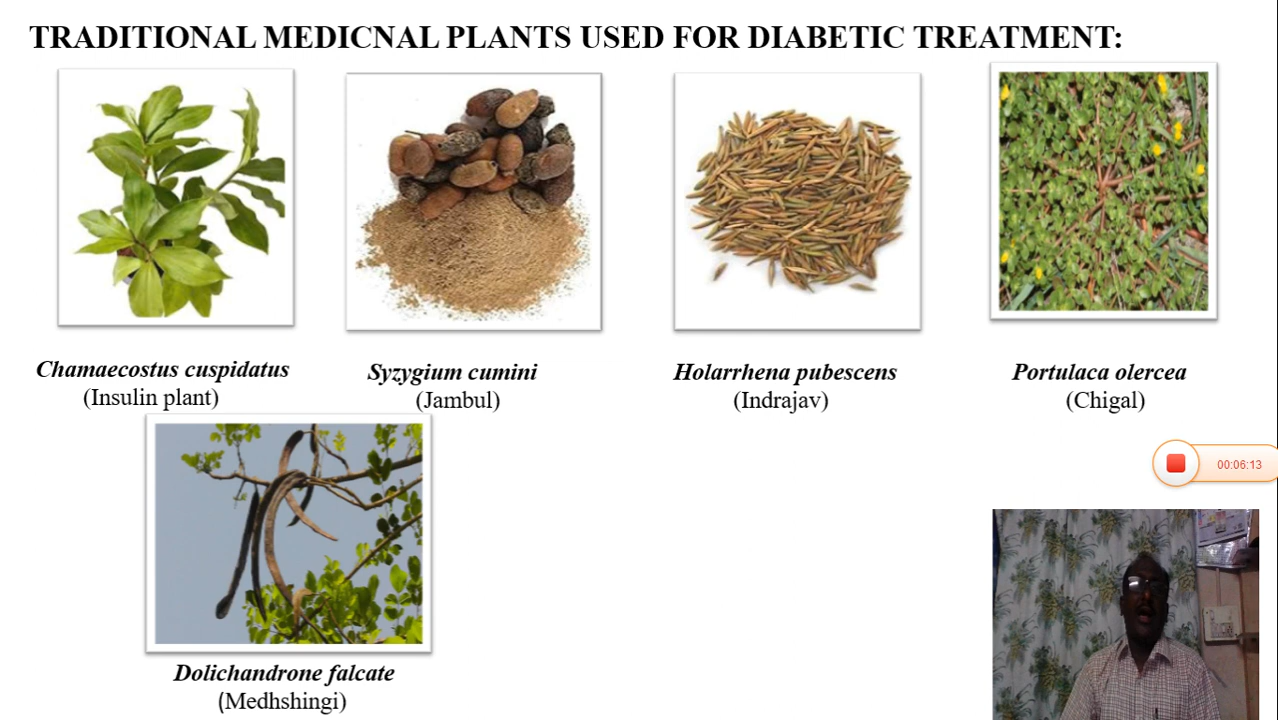 TRADITIONAL MEDICNAL PLANTS USED FOR DIABETIC TREATMENT:
Chamaecostus cuspidatus
(Insulin plant)
Syzygium cumini
(Jambul)
Holarrhena pubescens
(Indrajav)
Portulaca olercea
(Chigal)
00:06:13
Dolichandrone falcate
(Medhshingi)